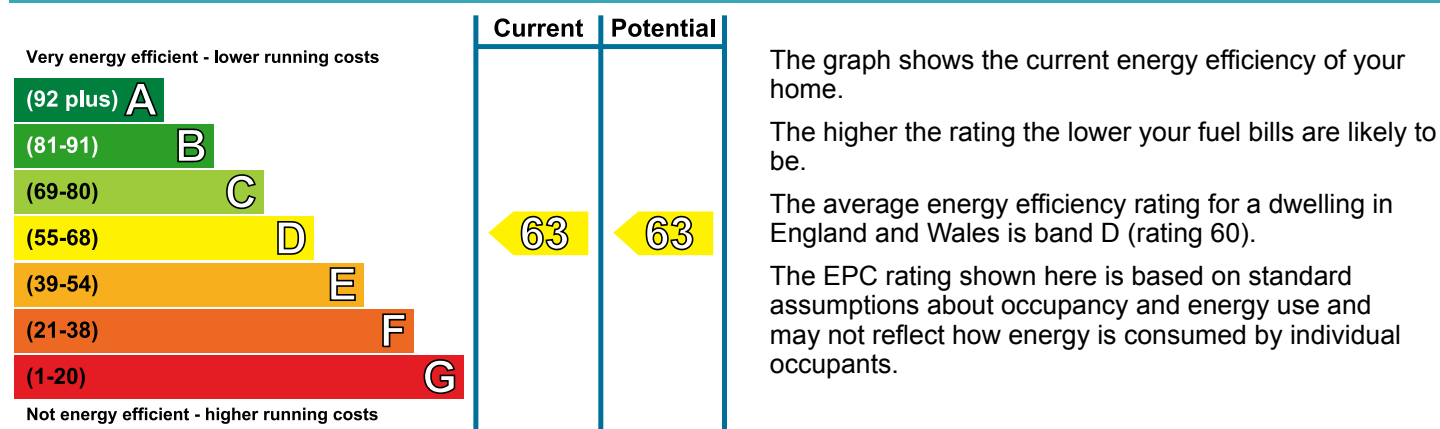 Current Potential
Very energy efficient - lower running costs
(92 plus) A
(81-91) B
(69-80) C
(55-68) D
63 63
(39-54) E
(21-38) F
(1-20) G
Not energy efficient - higher running costs
The graph shows the current energy efficiency of your
home.
The higher the rating the lower your fuel bills are likely to
be.
The average energy efficiency rating for a dwelling in
England and Wales is band D (rating 60).
The EPC rating shown here is based on standard
assumptions about occupancy and energy use and
may not reflect how energy is consumed by individual
occupants.